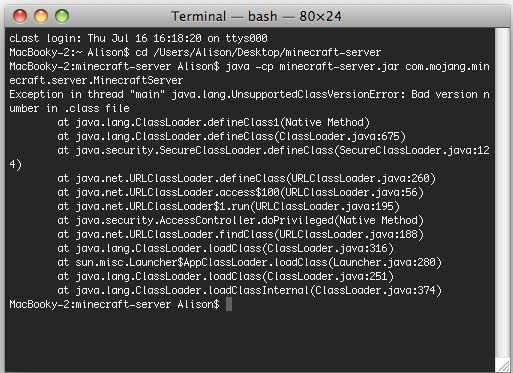 Terminal — bash — 80×24
cLast login: Thu Jul 16 16:18:20 on ttys000
MacBooky-2:~ Alison$ cd /Users/Alison/Desktop/minecraft-server
MacBooky-2:minecraft-server Alison$ java -cp minecraft-server.jar com.mojang.min
ecraft.server.MinecraftServer
Exception in thread "main" java.lang.UnsupportedClassVersionError: Bad version n
umber in .class file
        at java.lang.ClassLoader.defineClass1(Native Method)
        at java.lang.ClassLoader.defineClass(ClassLoader.java:675)
        at java.security.SecureClassLoader.defineClass(SecureClassLoader.java:12
4)
        at java.net.URLClassLoader.defineClass(URLClassLoader.java:260)
        at java.net.URLClassLoader.access$100(URLClassLoader.java:56)
        at java.net.URLClassLoader$1.run(URLClassLoader.java:195)
        at java.security.AccessController.doPrivileged(Native Method)
        at java.net.URLClassLoader.findClass(URLClassLoader.java:188)
        at java.lang.ClassLoader.loadClass(ClassLoader.java:316)
        at sun.misc.Launcher$AppClassLoader.loadClass(Launcher.java:280)
        at java.lang.ClassLoader.loadClass(ClassLoader.java:251)
        at java.lang.ClassLoader.loadClassInternal(ClassLoader.java:374)
MacBooky-2:minecraft-server Alison$